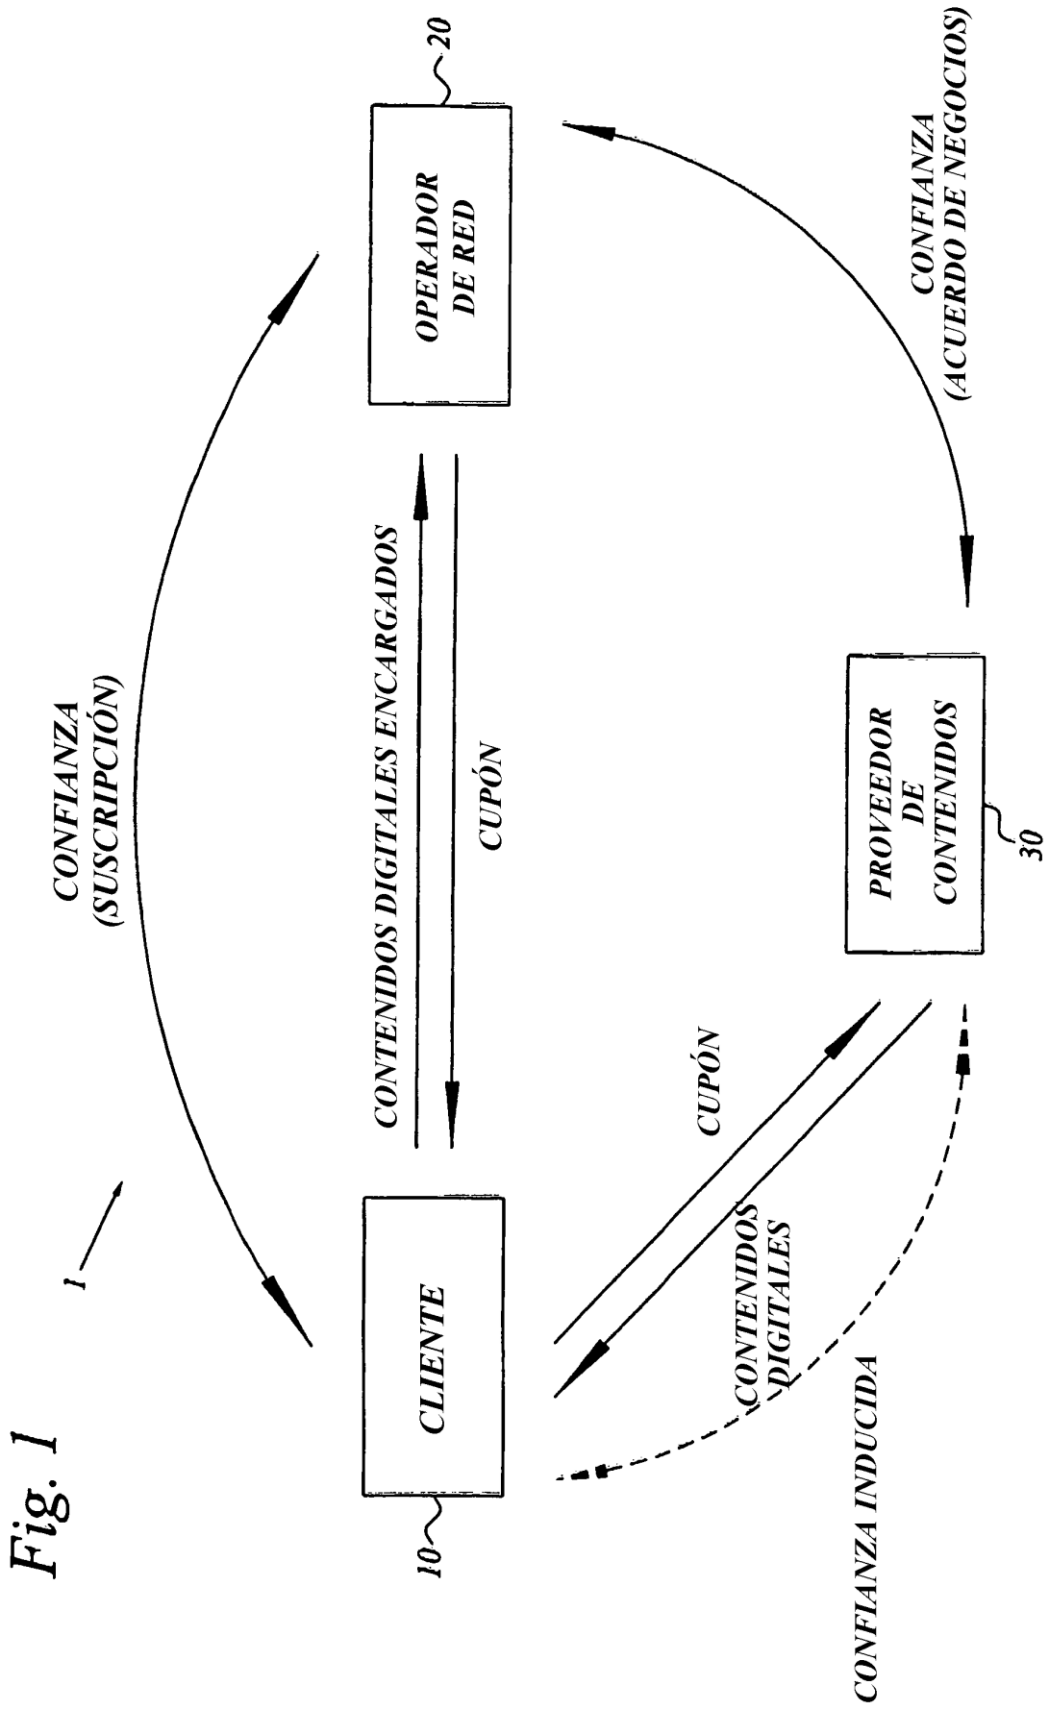 Fig. 1
1
CONFIANZA
(SUSCRIPCIÓN)
10
CLIENTE
CONTENIDOS DIGITALES ENCARGADOS
CUPÓN
OPERADOR
DE RED
20
CUPÓN
CONTENIDOS
DIGITALES
CONFIANZA INDUCIDA
PROVEEDOR
DE
CONTENIDOS
30
CONFIANZA
(ACUERDO DE NEGOCIOS)